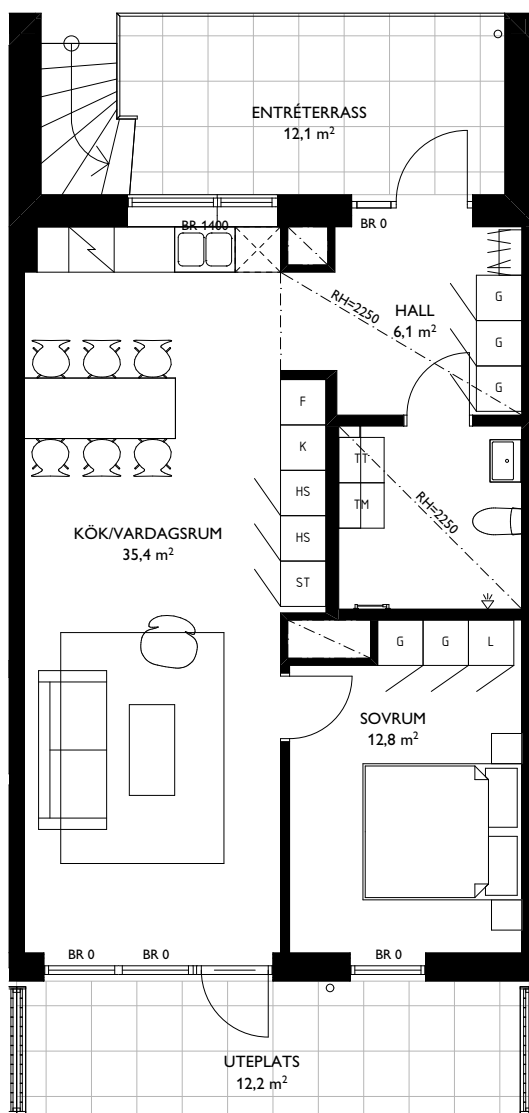 ENTRÉTERRASS
12,1 m²
BR 1400
BR 0
RH=2250
HALL
6,1 m²
G
G
G
F
K
HS
HS
ST
TT
TM
RH=2250
KÖK/VARDAGSRUM
35,4 m²
G
G
L
SOVRUM
12,8 m²
BR 0
BR 0
BR 0
UTEPLATS
12,2 m²